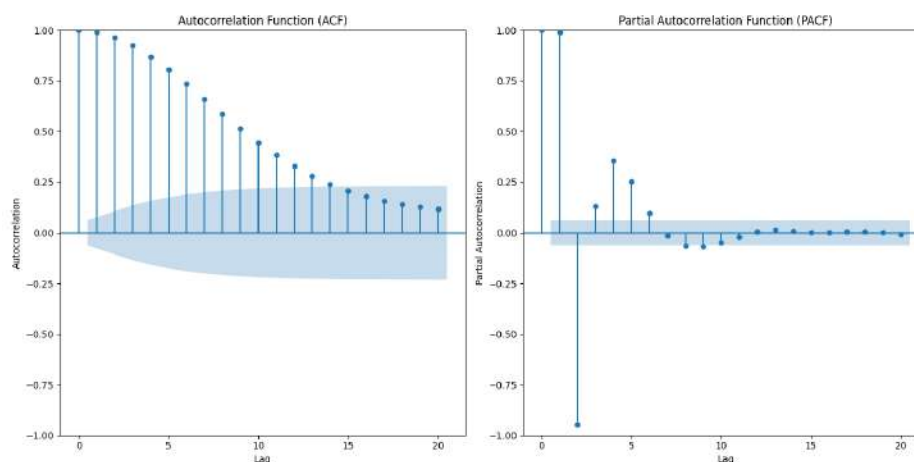 Autocorrelation Function (ACF)
1.00
0.75
0.50
0.25
0.00
−0.25
−0.50
−0.75
−1.00
Autocorrelation
0 5 10 15 20
Lag
Partial Autocorrelation Function (PACF)
1.00
0.75
0.50
0.25
0.00
−0.25
−0.50
−0.75
−1.00
Partial Autocorrelation
0 5 10 15 20
Lag